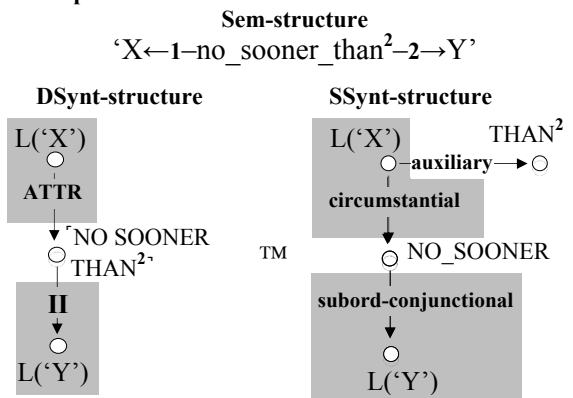 Sem-structure
‘X←1–no_sooner_than²–2→Y’
DSynt-structure SSynt-structure
L(‘X’) L(‘X’) THAN²
auxiliary
ATTR circumstantial
⌜NO SOONER ™ NO_SOONER
THAN²⌝
II subord-conjunctional
L(‘Y’) L(‘Y’)